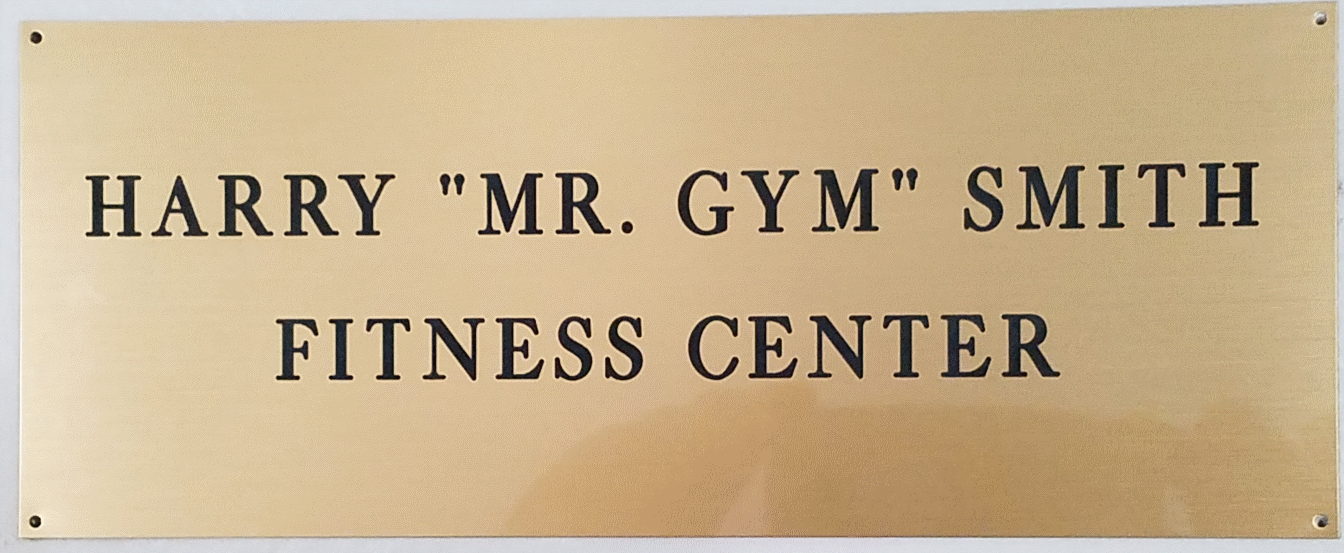 HARRY "MR. GYM" SMITH
FITNESS CENTER